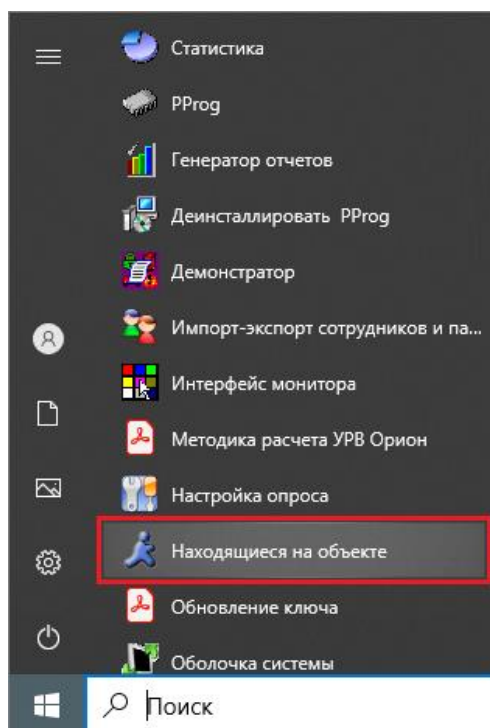 Статистика
PProg
Генератор отчетов
Деинсталлировать PProg
Демонстратор
Импорт-экспорт сотрудников и па...
Интерфейс монитора
Методика расчета УРВ Орион
Настройка опроса
Находящиеся на объекте
Обновление ключа
Оболочка системы
Поиск